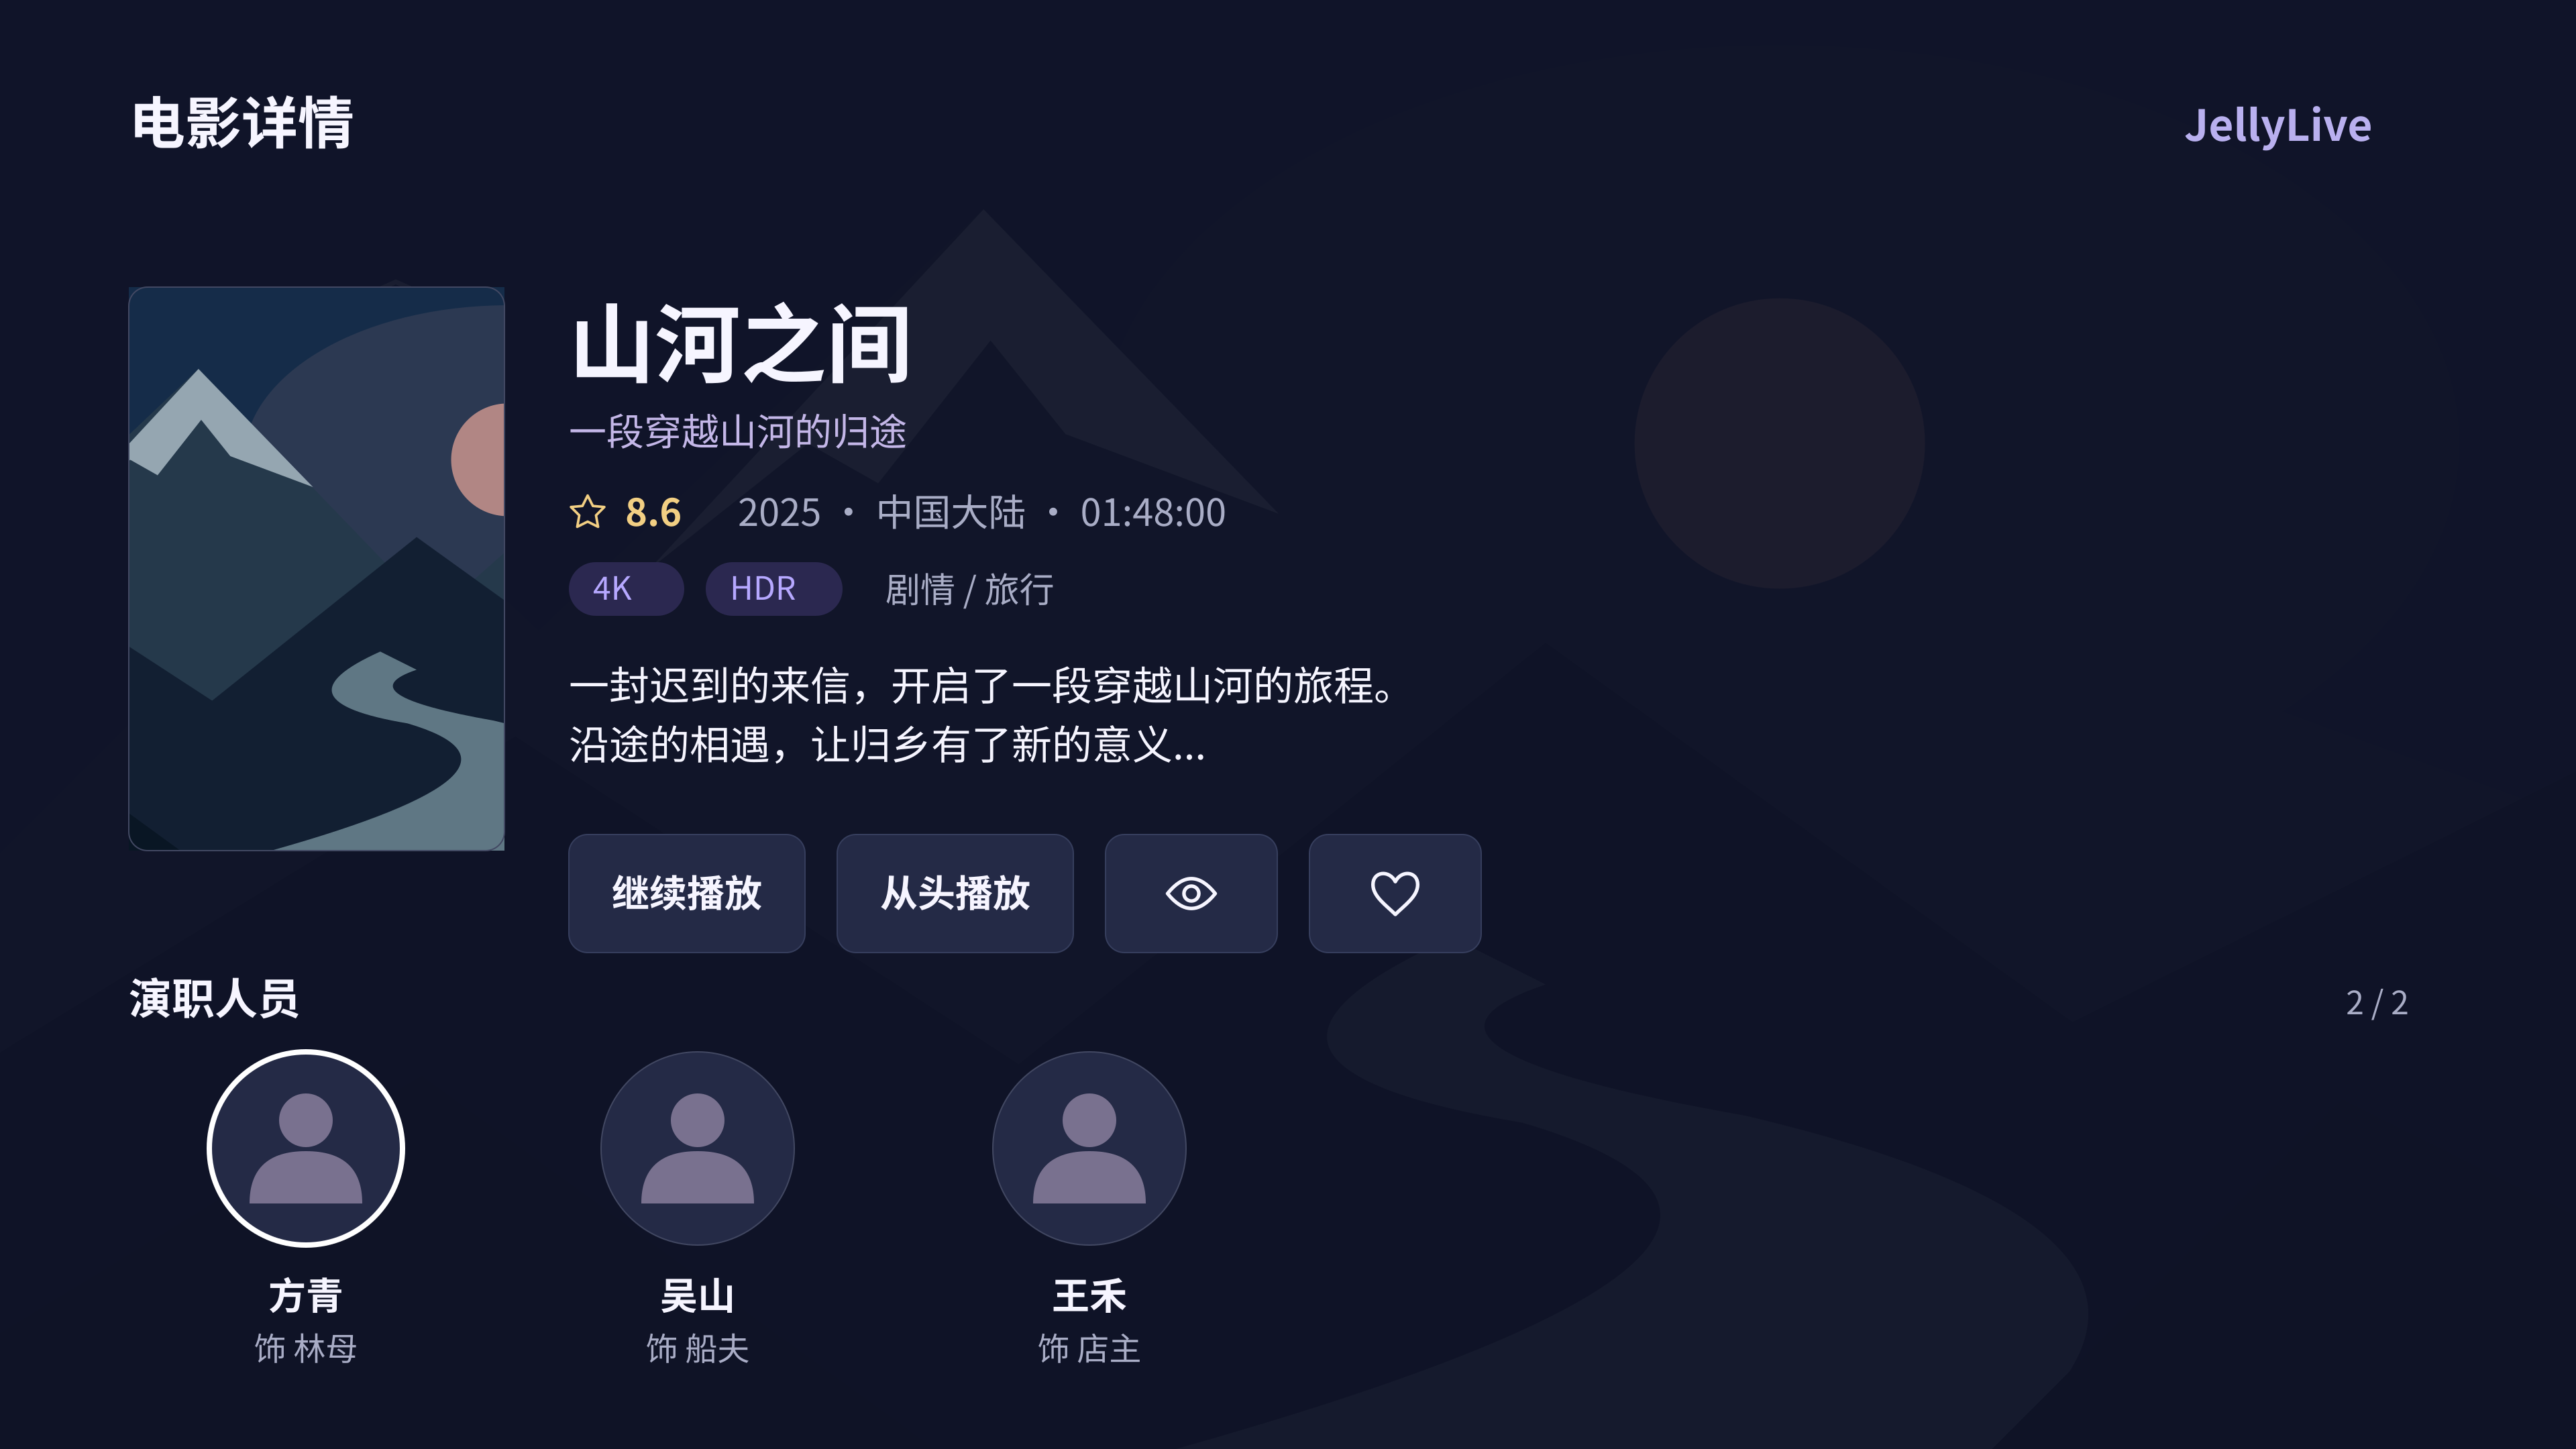 电影详情
JellyLive
山河之间
一段穿越山河的归途
8.6 2025 • 中国大陆 • 01:48:00
4K HDR 剧情 / 旅行
一封迟到的来信，开启了一段穿越山河的旅程。
沿途的相遇，让归乡有了新的意义...
继续播放 从头播放
演职人员 2 / 2
方青 吴山 王禾
饰 林母 饰 船夫 饰 店主